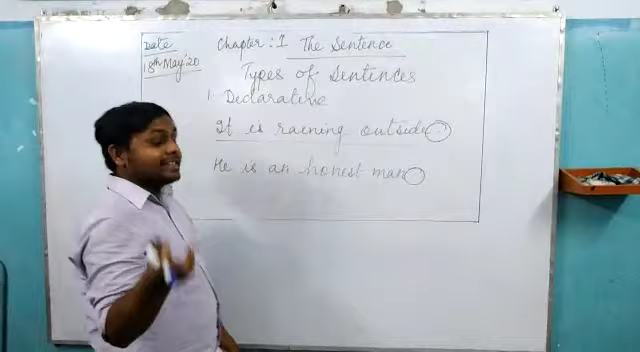 Date
18th May'20
Chapter : 1 The Sentence
Types of Sentences
1. Declarative
It is raening outside.
He is an honest man.